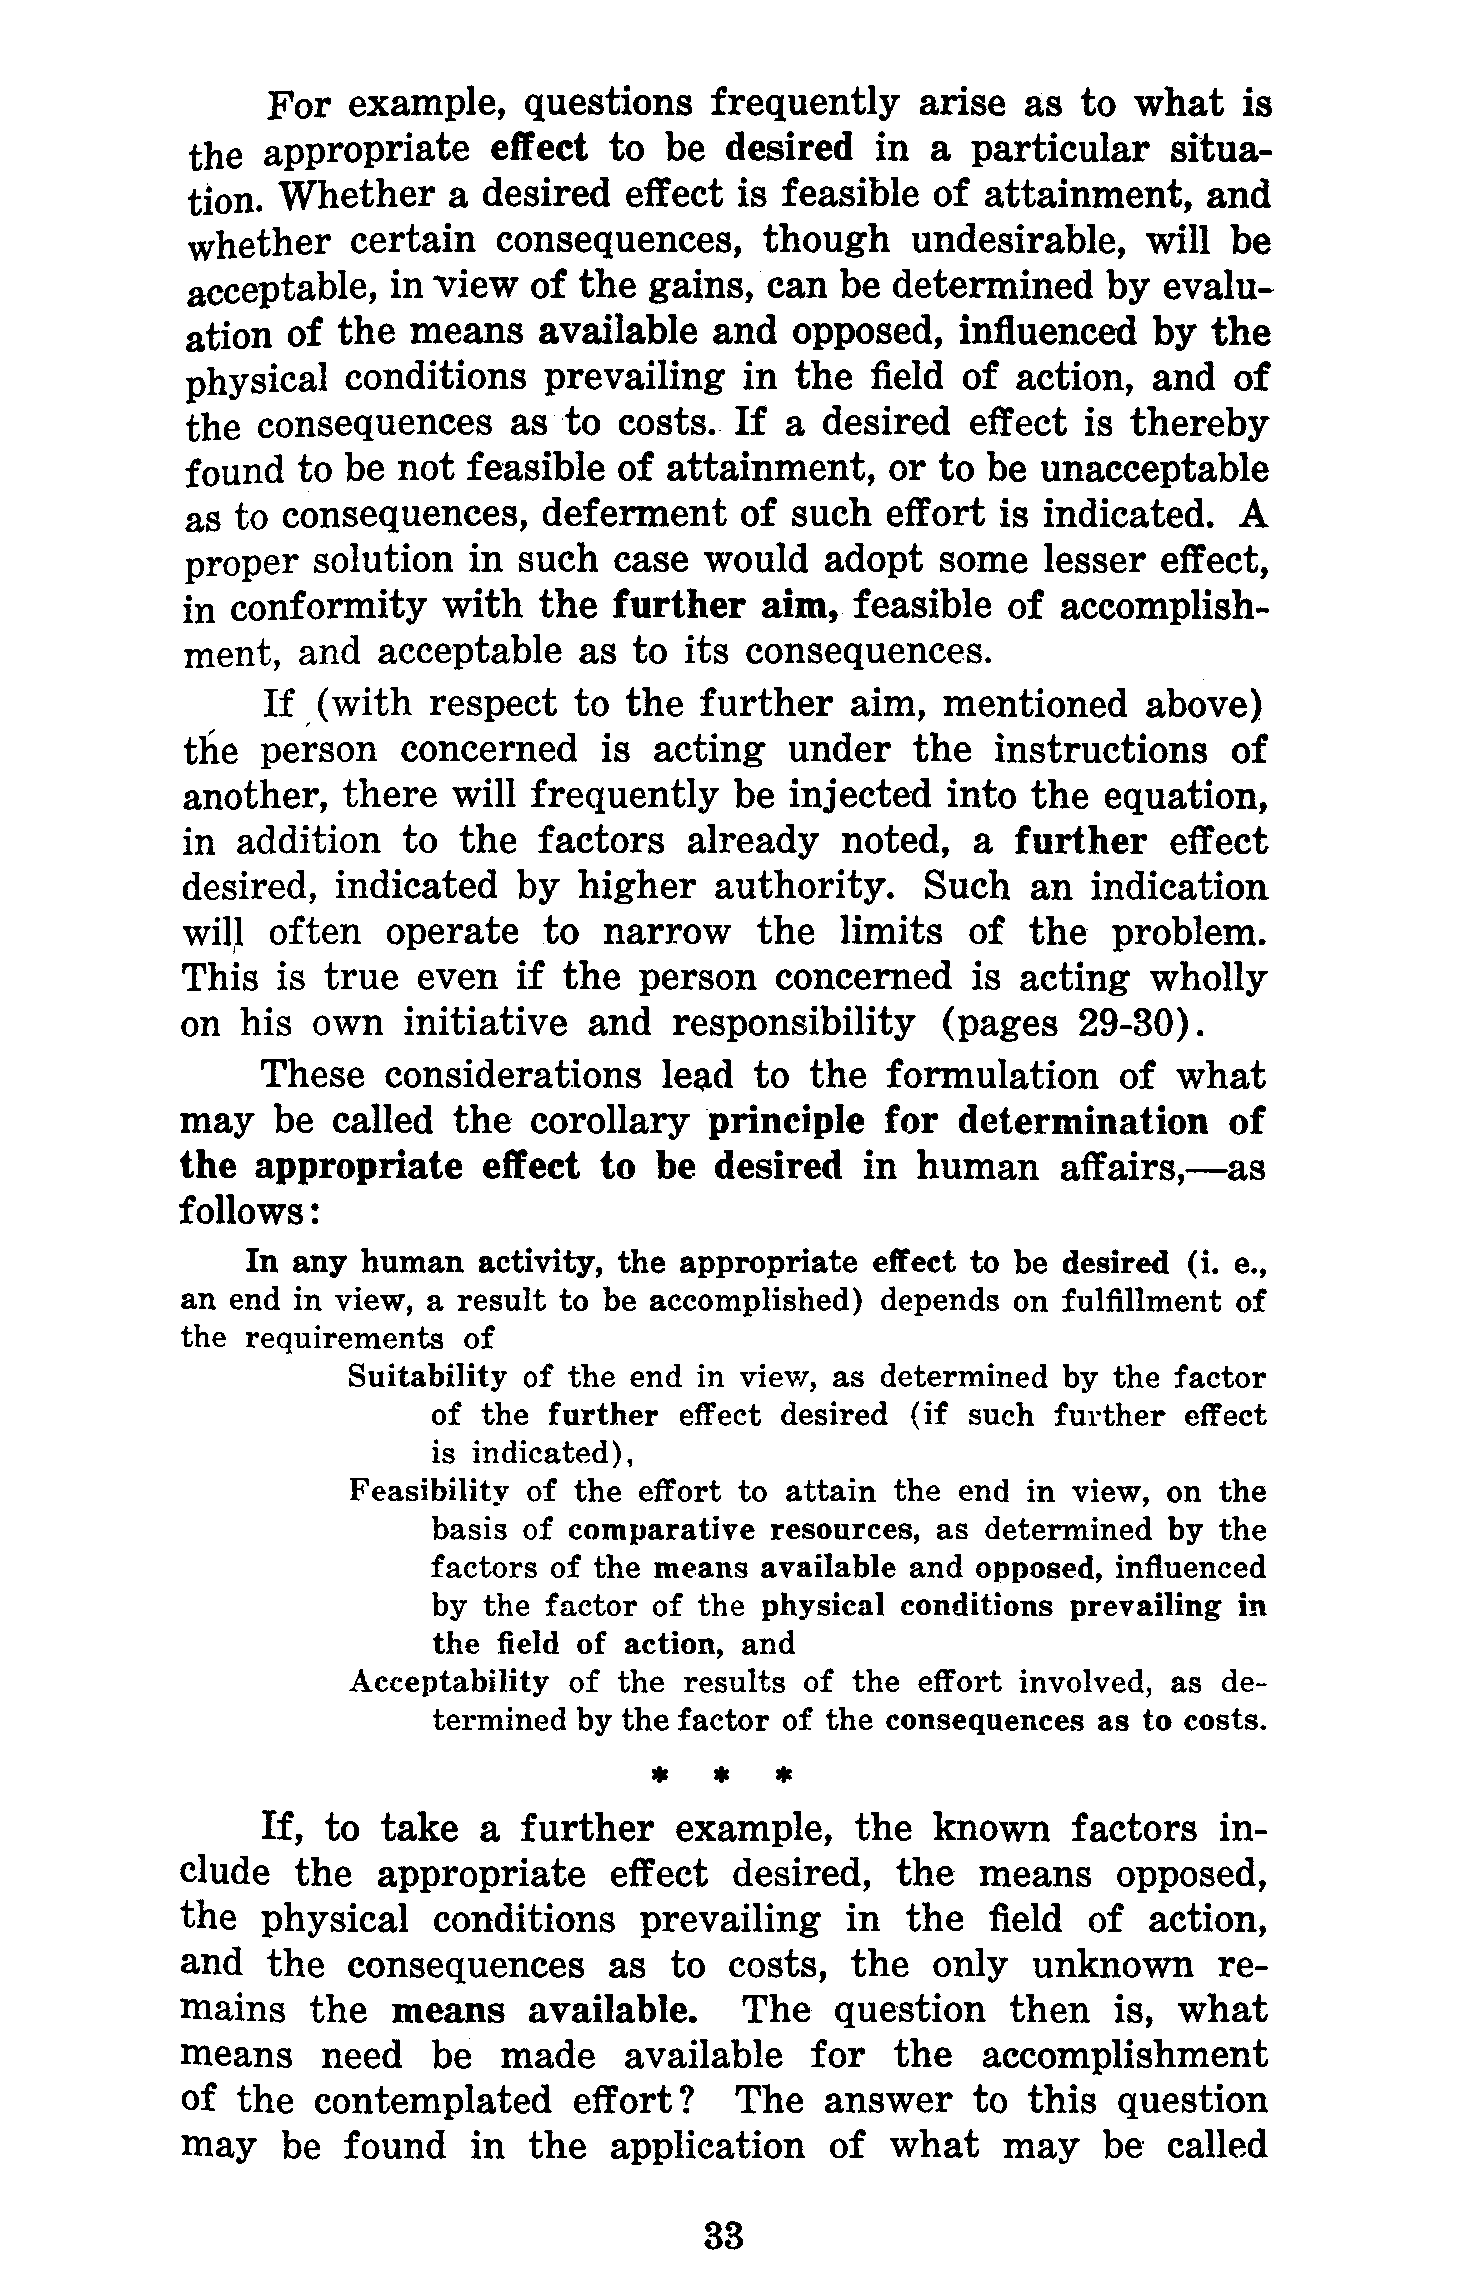 For example, questions frequently arise as to what is
the appropriate effect to be desired in a particular situa-
tion. Whether a desired effect is feasible of attainment, and
whether certain consequences, though undesirable, will be
acceptable, in view of the gains, can be determined by evalu-
ation of the means available and opposed, influenced by the
physical conditions prevailing in the field of action, and of
the consequences as to costs. If a desired effect is thereby
found to be not feasible of attainment, or to be unacceptable
as to consequences, deferment of such effort is indicated. A
proper solution in such case would adopt some lesser effect,
in conformity with the further aim, feasible of accomplish-
ment, and acceptable as to its consequences.
If (with respect to the further aim, mentioned above)
the person concerned is acting under the instructions of
another, there will frequently be injected into the equation,
in addition to the factors already noted, a further effect
desired, indicated by higher authority. Such an indication
will often operate to narrow the limits of the problem.
This is true even if the person concerned is acting wholly
on his own initiative and responsibility (pages 29-30).
These considerations lead to the formulation of what
may be called the corollary principle for determination of
the appropriate effect to be desired in human affairs,—as
follows:
In any human activity, the appropriate effect to be desired (i. e.,
an end in view, a result to be accomplished) depends on fulfillment of
the requirements of
Suitability of the end in view, as determined by the factor
of the further effect desired (if such further effect
is indicated),
Feasibility of the effort to attain the end in view, on the
basis of comparative resources, as determined by the
factors of the means available and opposed, influenced
by the factor of the physical conditions prevailing in
the field of action, and
Acceptability of the results of the effort involved, as de-
termined by the factor of the consequences as to costs.
* * *
If, to take a further example, the known factors in-
clude the appropriate effect desired, the means opposed,
the physical conditions prevailing in the field of action,
and the consequences as to costs, the only unknown re-
mains the means available. The question then is, what
means need be made available for the accomplishment
of the contemplated effort? The answer to this question
may be found in the application of what may be called
33